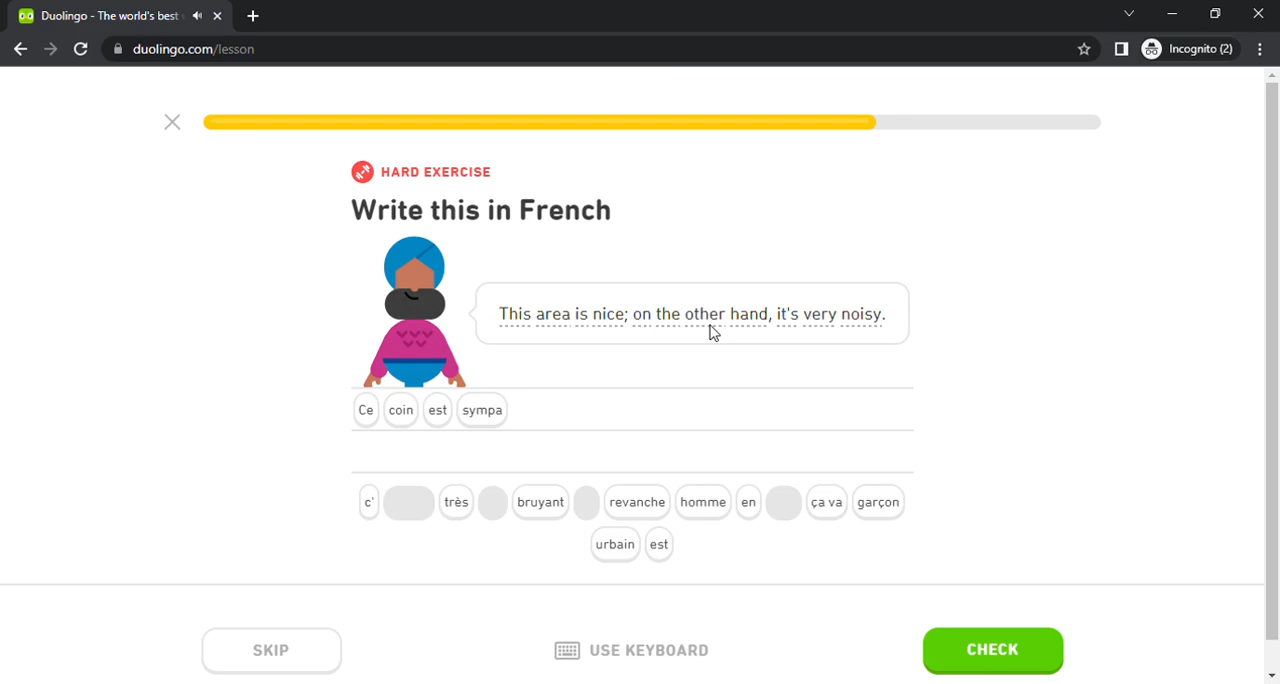 Duolingo - The world's best
duolingo.com/lesson
Incognito (2)
HARD EXERCISE
Write this in French
This area is nice; on the other hand, it's very noisy.
Ce coin est sympa
c' très bruyant revanche homme en ça va garçon
urbain est
SKIP
USE KEYBOARD
CHECK